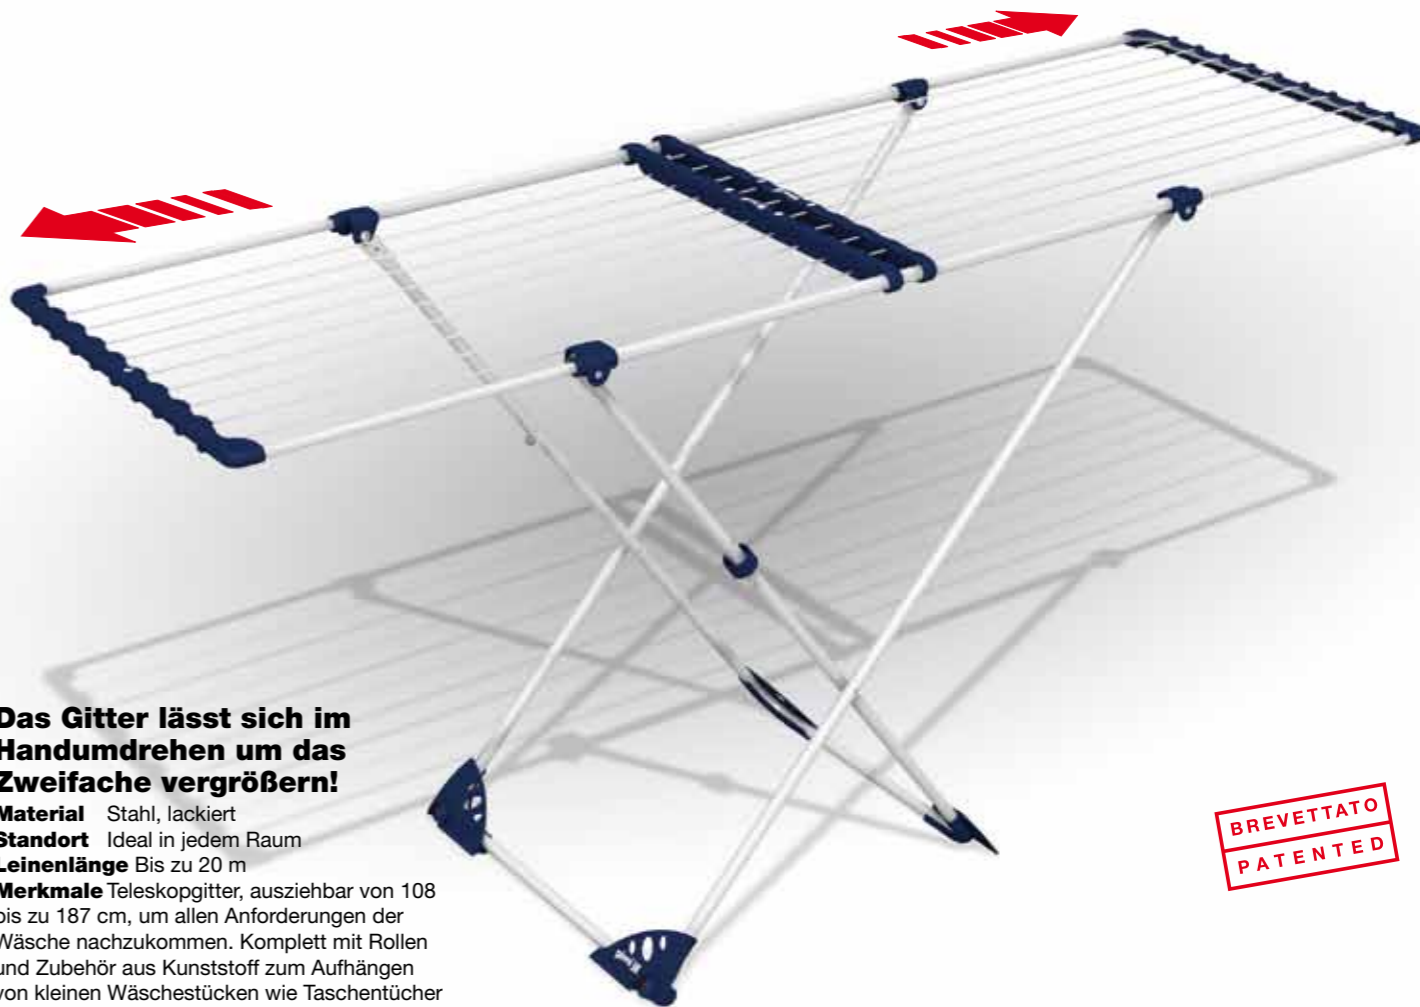 Das Gitter lässt sich im
Handumdrehen um das
Zweifache vergrößern!
Material Stahl, lackiert
Standort Ideal in jedem Raum
Leinenlänge Bis zu 20 m
Merkmale Teleskopgitter, ausziehbar von 108
bis zu 187 cm, um allen Anforderungen der
Wäsche nachzukommen. Komplett mit Rollen
und Zubehör aus Kunststoff zum Aufhängen
von kleinen Wäschestücken wie Taschentücher
BREVETTATO
PATENTED